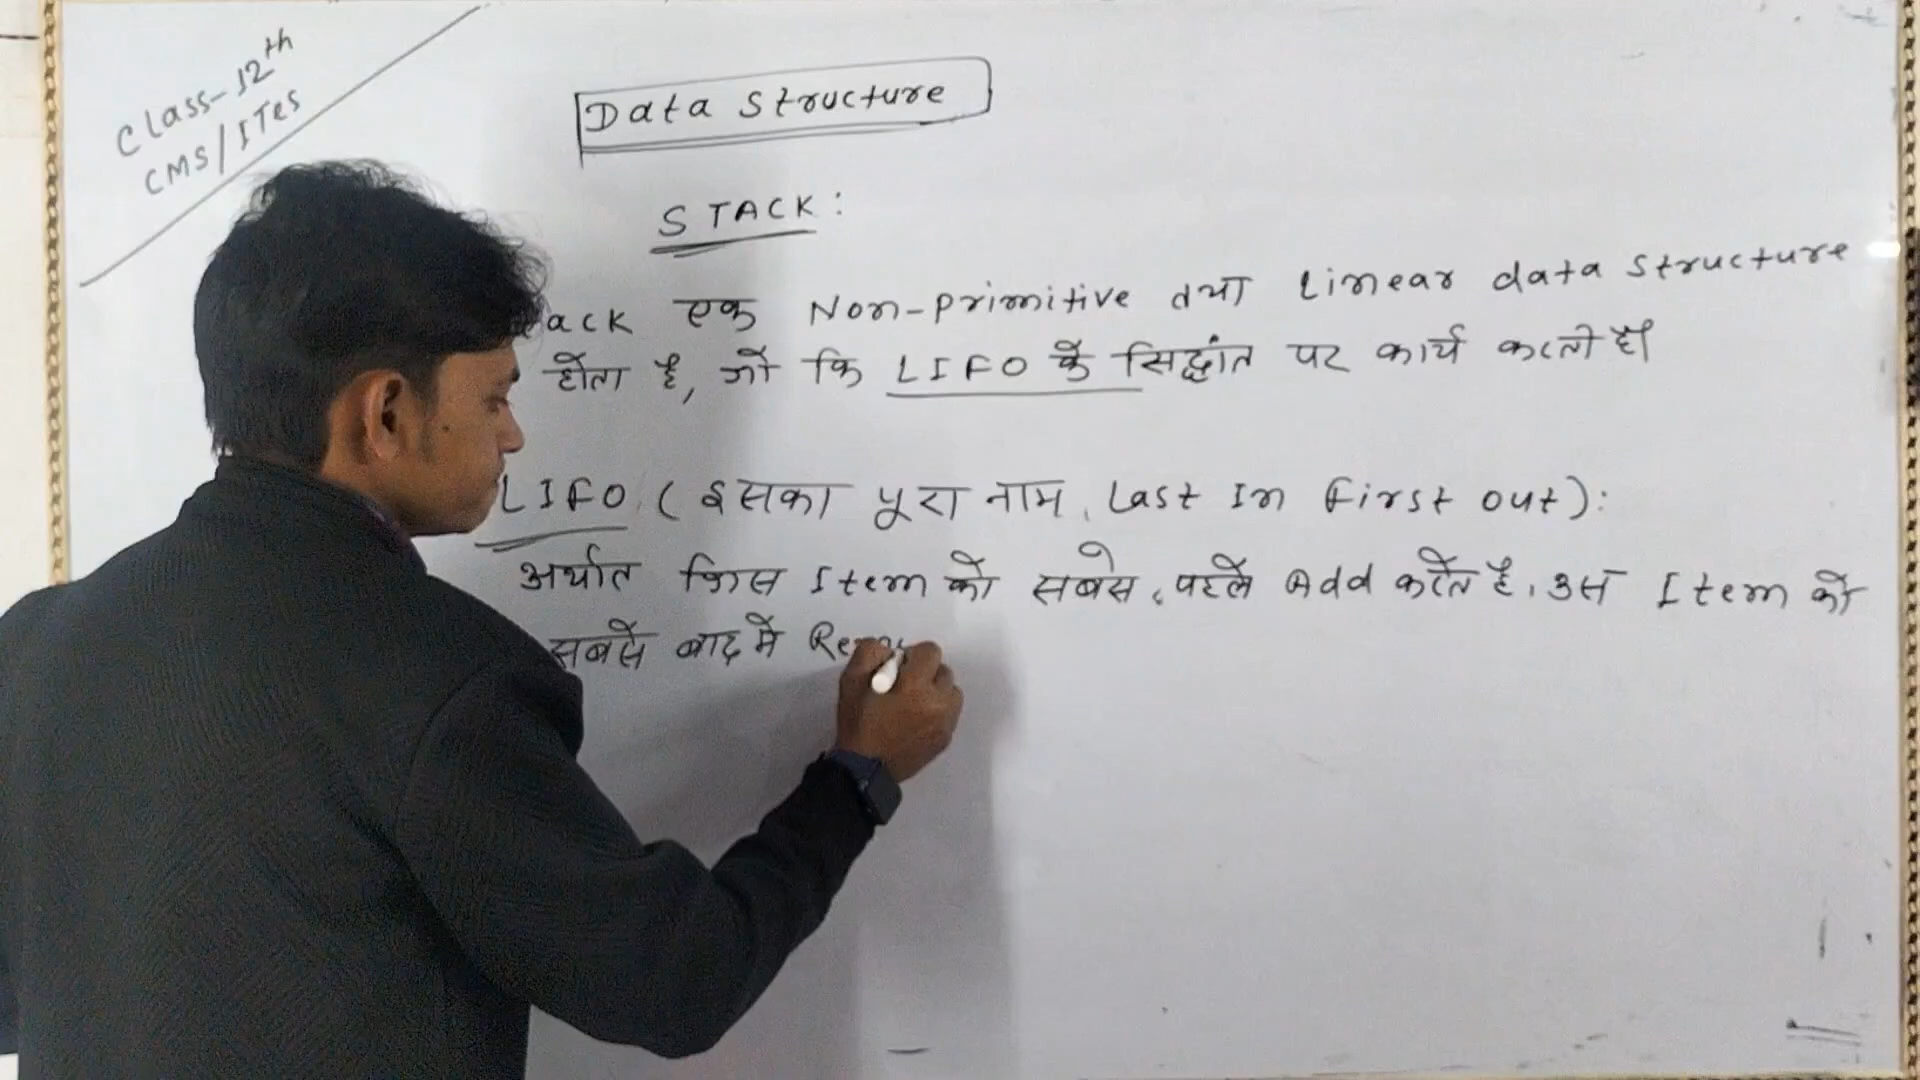 Class-12th
CMS/ITes
Data Structure
STACK:
ack एक Non-primitive तथा Linear data structure
होता है, जो कि LIFO के सिद्धांत पर कार्य करती है।
LIFO (इसका पूरा नाम, Last In First Out):
अर्थात जिस Item को सबसे, पहले Add करते है, उस Item को
सबसे बाद में